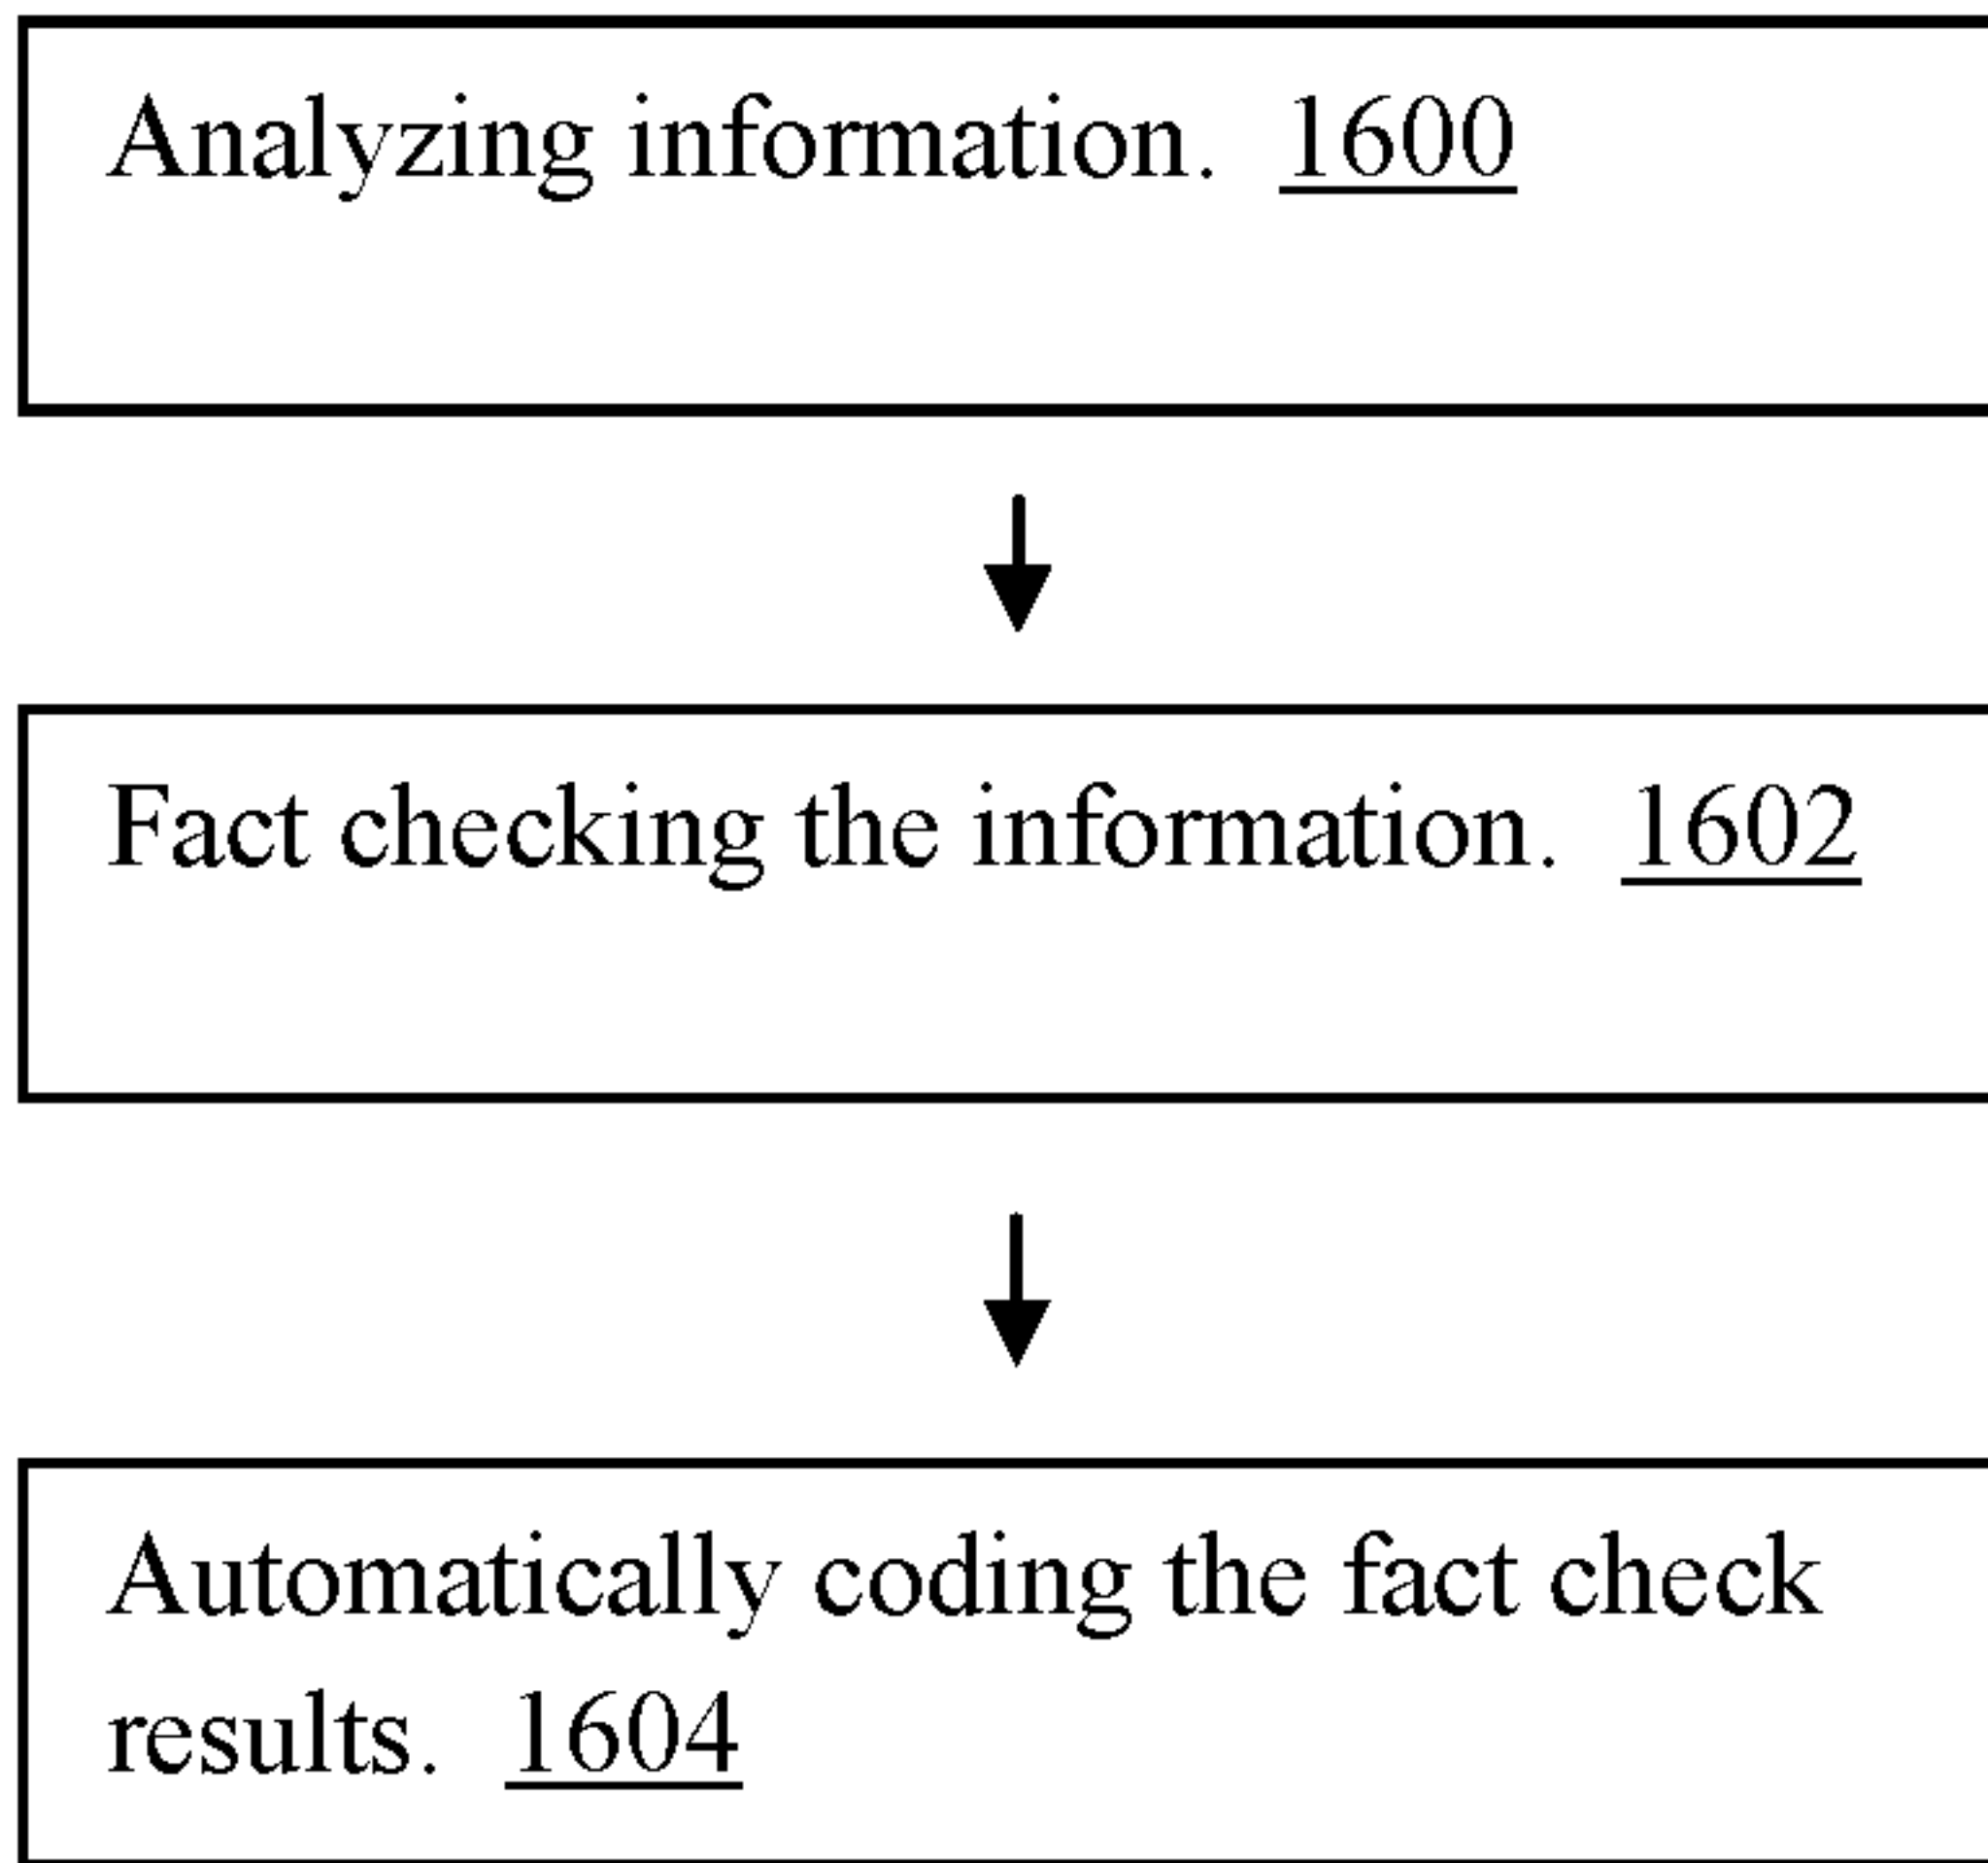 Analyzing information. 1600
Fact checking the information. 1602
Automatically coding the fact check
results. 1604